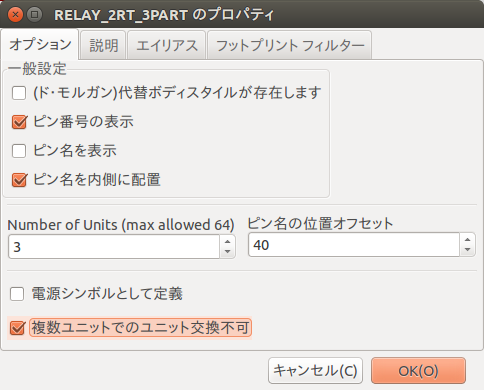 RELAY_2RT_3PART のプロパティ
オプション 説明 エイリアス フットプリント フィルター
一般設定
(ド・モルガン)代替ボディスタイルが存在します
ピン番号の表示
ピン名を表示
ピン名を内側に配置
Number of Units (max allowed 64) ピン名の位置オフセット
3 40
電源シンボルとして定義
複数ユニットでのユニット交換不可
キャンセル(C) OK(O)